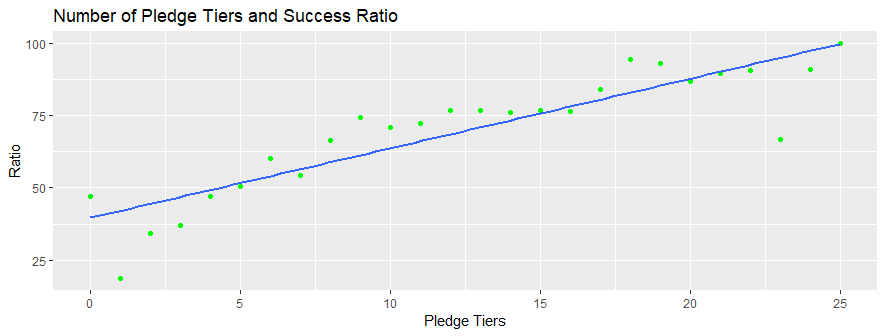 Number of Pledge Tiers and Success Ratio
100
75
50
25
Ratio
0 5 10 15 20 25
Pledge Tiers